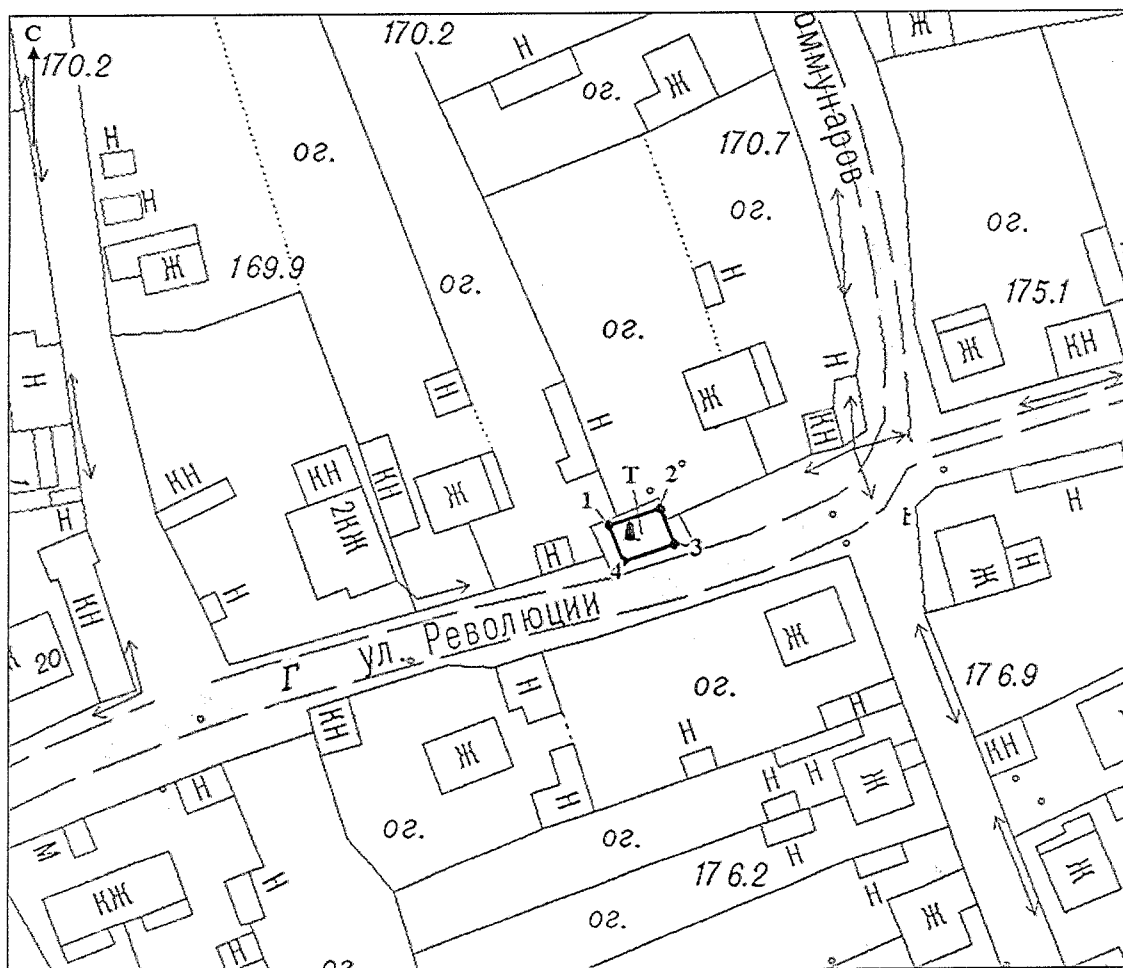 С
170.2
170.2
Н
Ж
ог.
Ж
оммунаров
Н
ог.
170.7
Н
ог.
ог.
Ж
169.9
ог.
Н
175.1
ог.
Н
Н
Ж
КН
Н
Ж
Н
КН
КН
КН
КН
Ж
Т
2
1
2КЖ
Н
Н
3
4
Н
Ж
Н
Н
КН
ул. Революции
Ж
20
Г
ог.
176.9
Н
Н
КН
Ж
Н
КН
Н
Н
Н
Ж
Н
Н
ог.
ог.
М
Н
Ж
КЖ
Н
176.2
Н
Ж
ог.
Н
ог.